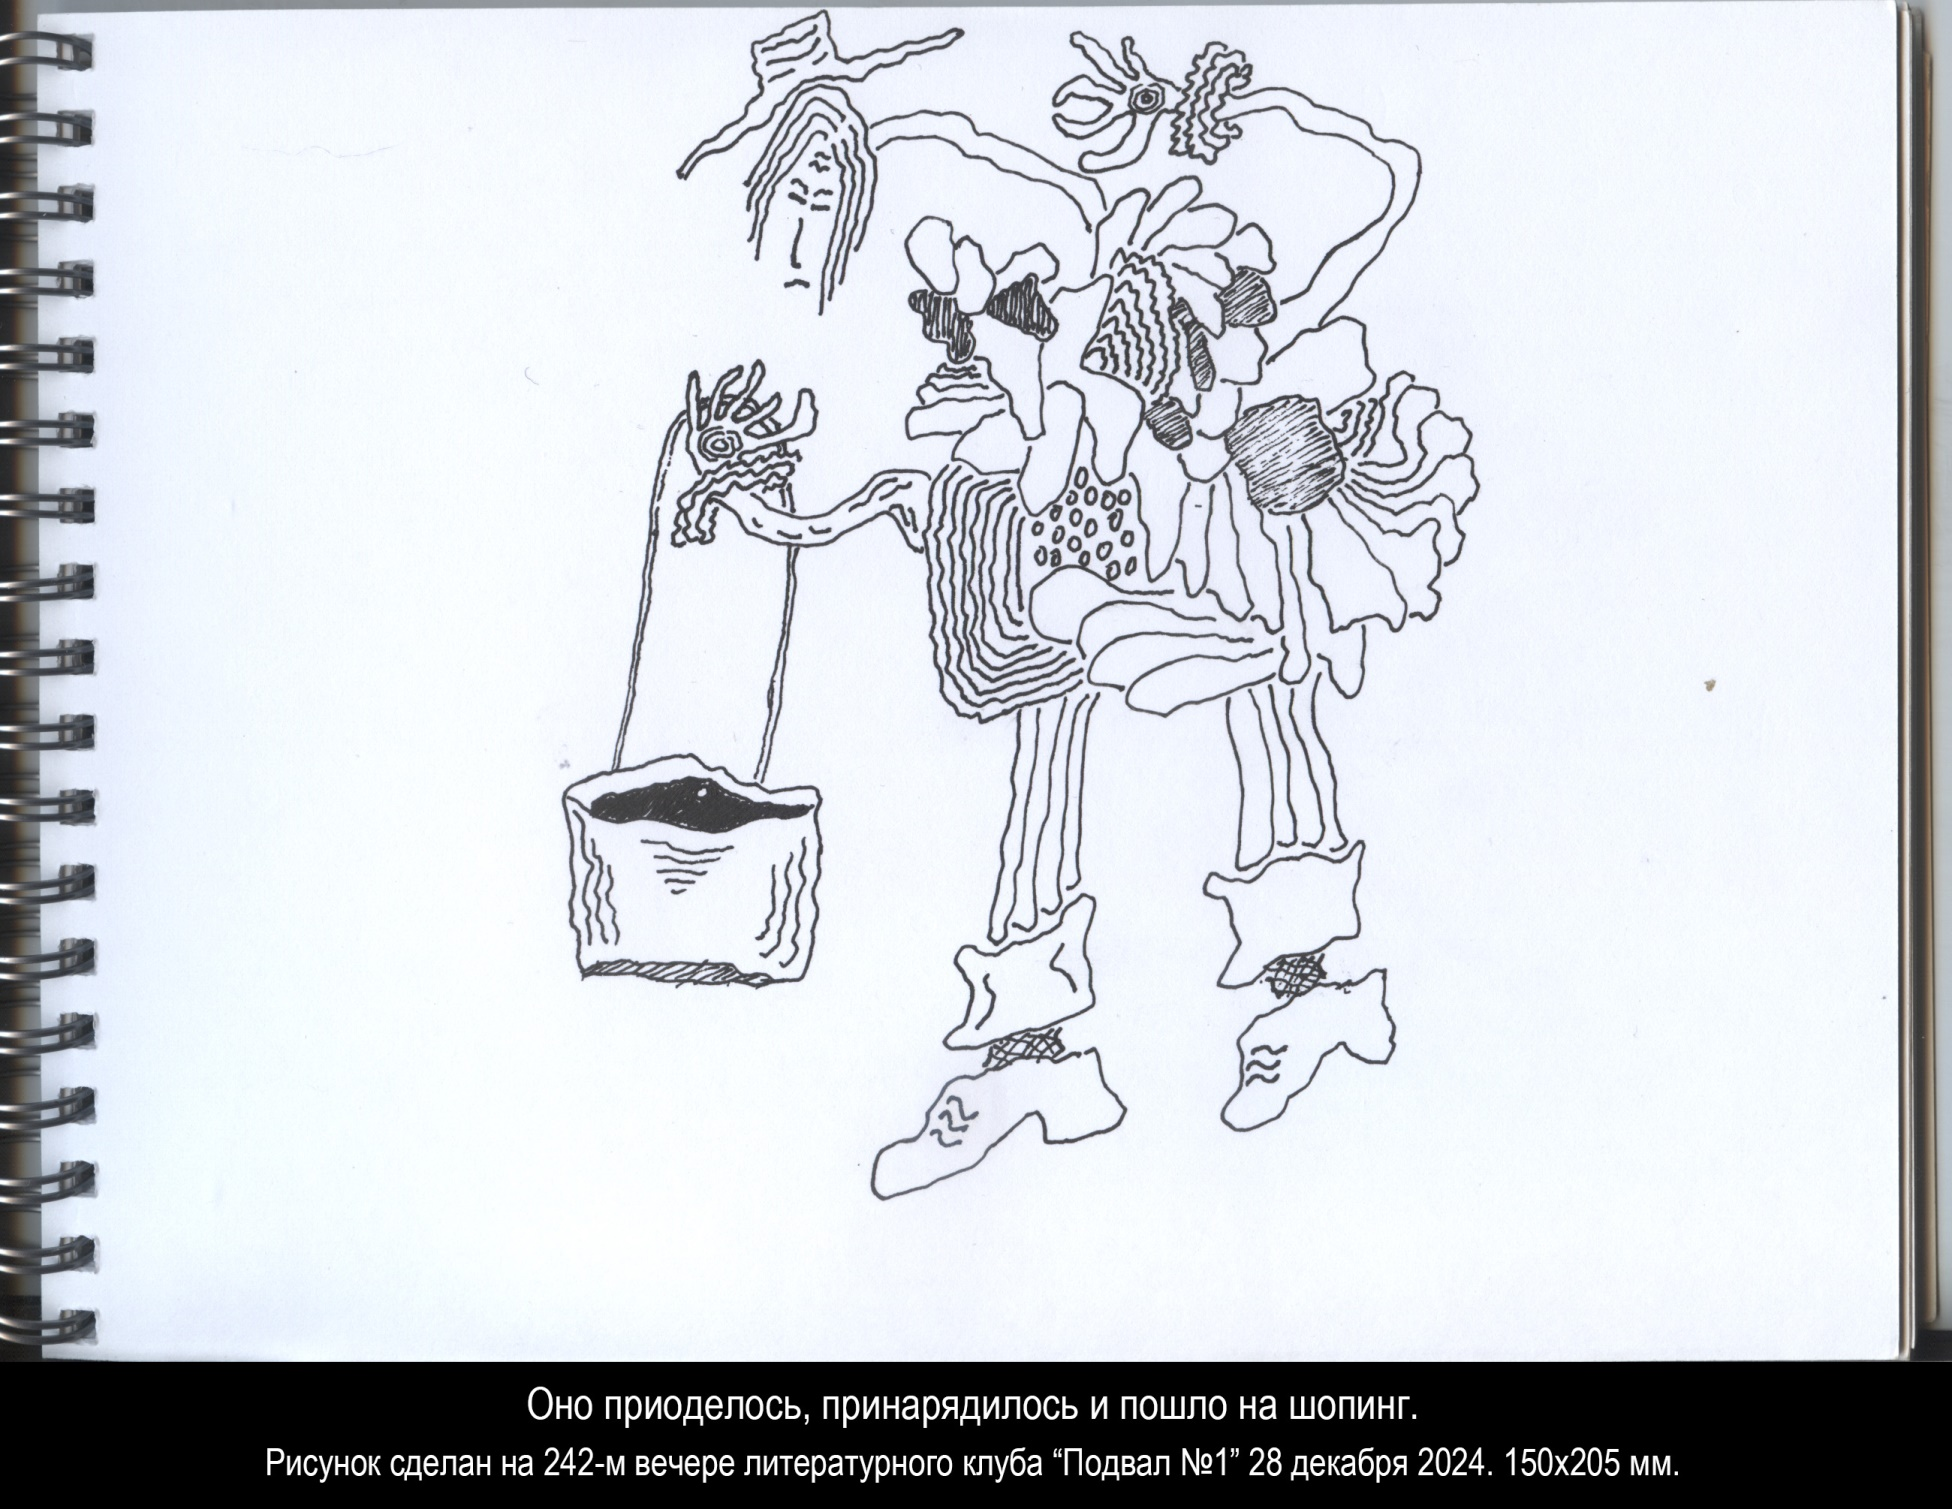 Оно приоделось, принарядилось и пошло на шопинг.
Рисунок сделан на 242-м вечере литературного клуба “Подвал №1” 28 декабря 2024. 150x205 мм.